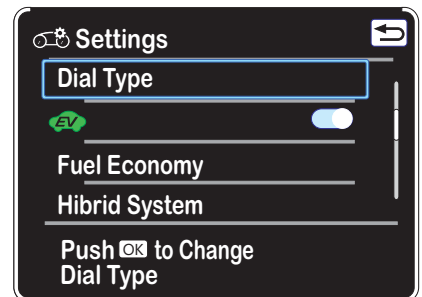 Settings
Dial Type
EV
Fuel Economy
Hibrid System
Push OK to Change
Dial Type